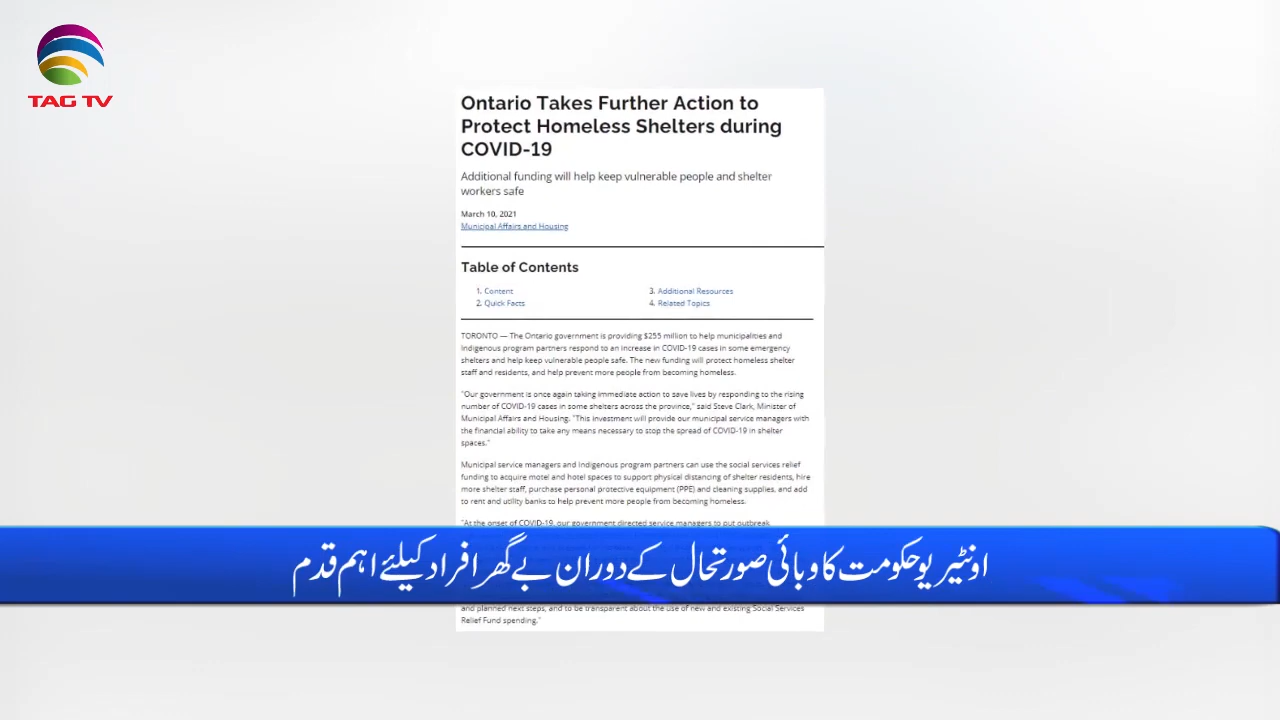 TAG TV
Ontario Takes Further Action to
Protect Homeless Shelters during
COVID-19
Additional funding will help keep vulnerable people and shelter
workers safe
March 10, 2021
Municipal Affairs and Housing
Table of Contents
1. Content
2. Quick Facts
3. Additional Resources
4. Related Topics
TORONTO — The Ontario government is providing $255 million to help municipalities and
Indigenous program partners respond to an increase in COVID-19 cases in some emergency
shelters and help keep vulnerable people safe. The new funding will protect homeless shelter
staff and residents, and help prevent more people from becoming homeless.
"Our government is once again taking immediate action to save lives by responding to the rising
number of COVID-19 cases in some shelters across the province," said Steve Clark, Minister of
Municipal Affairs and Housing. "This investment will provide our municipal service managers with
the financial ability to take any means necessary to stop the spread of COVID-19 in shelter
spaces."
Municipal service managers and Indigenous program partners can use the social services relief
funding to acquire motel and hotel spaces to support physical distancing of shelter residents, hire
more shelter staff, purchase personal protective equipment (PPE) and cleaning supplies, and add
to rent and utility banks to help prevent more people from becoming homeless.
"At the onset of COVID-19, our government directed service managers to put outbreak
اونٹیریو حکومت کا وبائی صورتحال کے دوران بے گھر افراد کیلئے اہم قدم
and planned next steps, and to be transparent about the use of new and existing Social Services
Relief Fund spending."